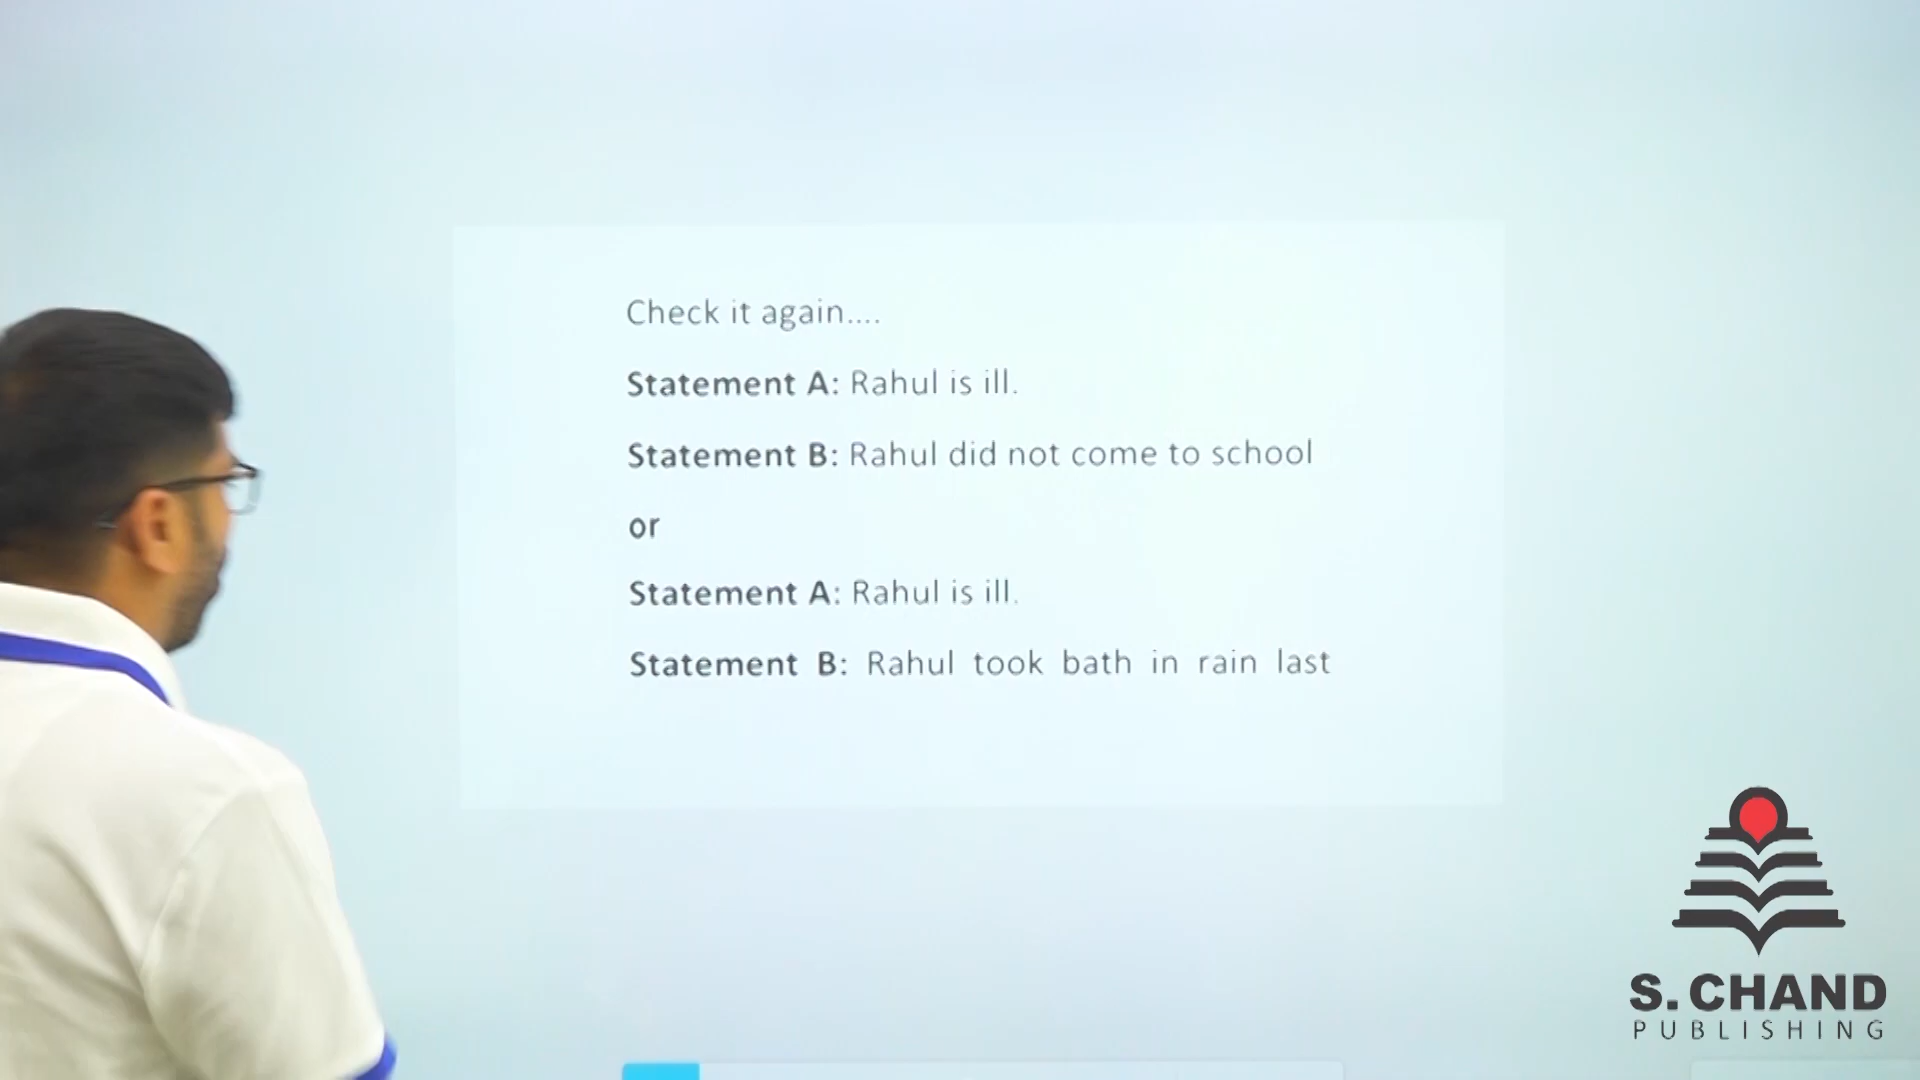 Check it again....
Statement A: Rahul is ill.
Statement B: Rahul did not come to school
or
Statement A: Rahul is ill.
Statement B: Rahul took bath in rain last
S. CHAND
PUBLISHING